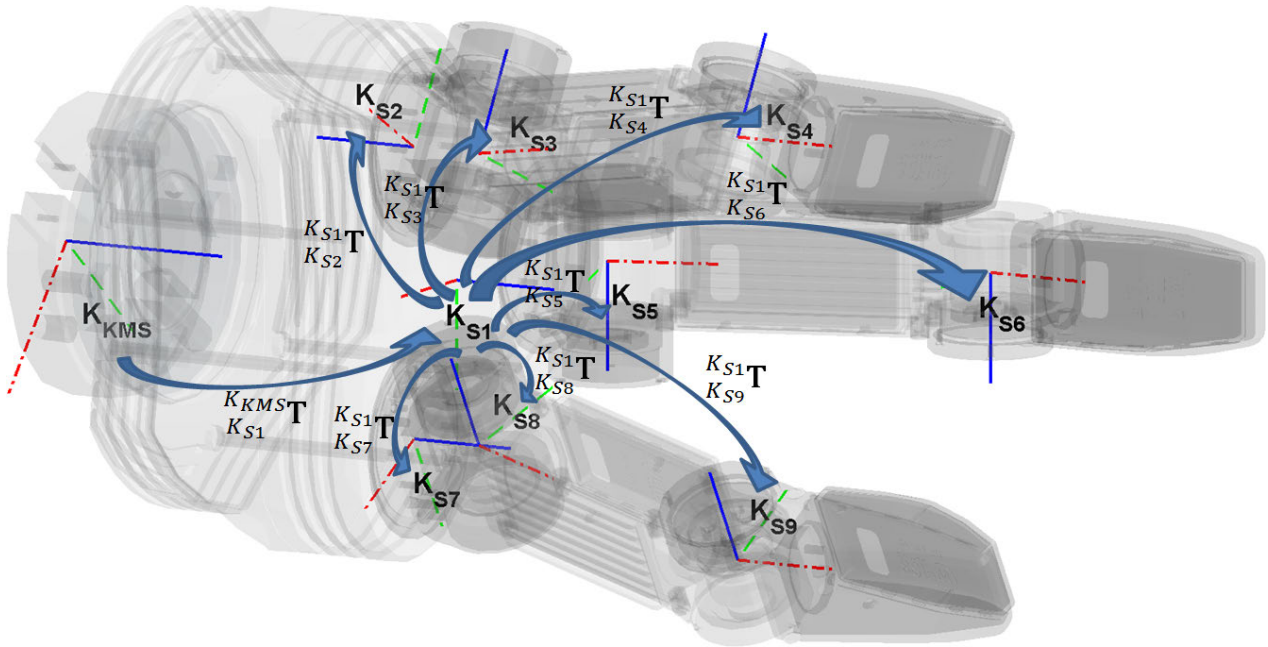 K_S2
K_S1 T
K_S4
K_S4
K_S3
K_S1 T
K_S3
K_S1 T
K_S6
K_S1 T
K_S2
K_S1 T
K_S5
K_S5
K_KMS
K_S1
K_S6
K_S1 T
K_S8
K_S1 T
K_S9
K_KMS T
K_S1
K_S1 T
K_S7
K_S8
K_S7
K_S9